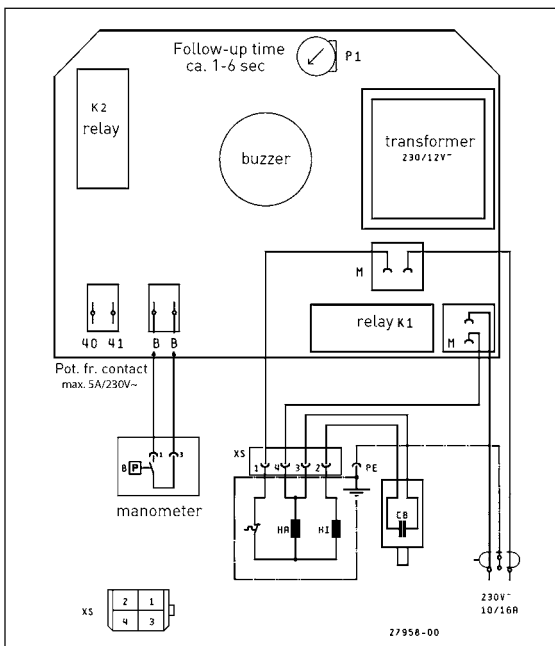 Follow-up time
ca. 1-6 sec
P1
K2
relay
buzzer
transformer
230/12V~
M
relay K1
M
40 41 B B
Pot. fr. contact
max. 5A/230V~
B P 1 3
manometer
XS
1 4 3 2 PE
HA HI
CB
230V~
10/16A
XS
2 1
4 3
27958-00